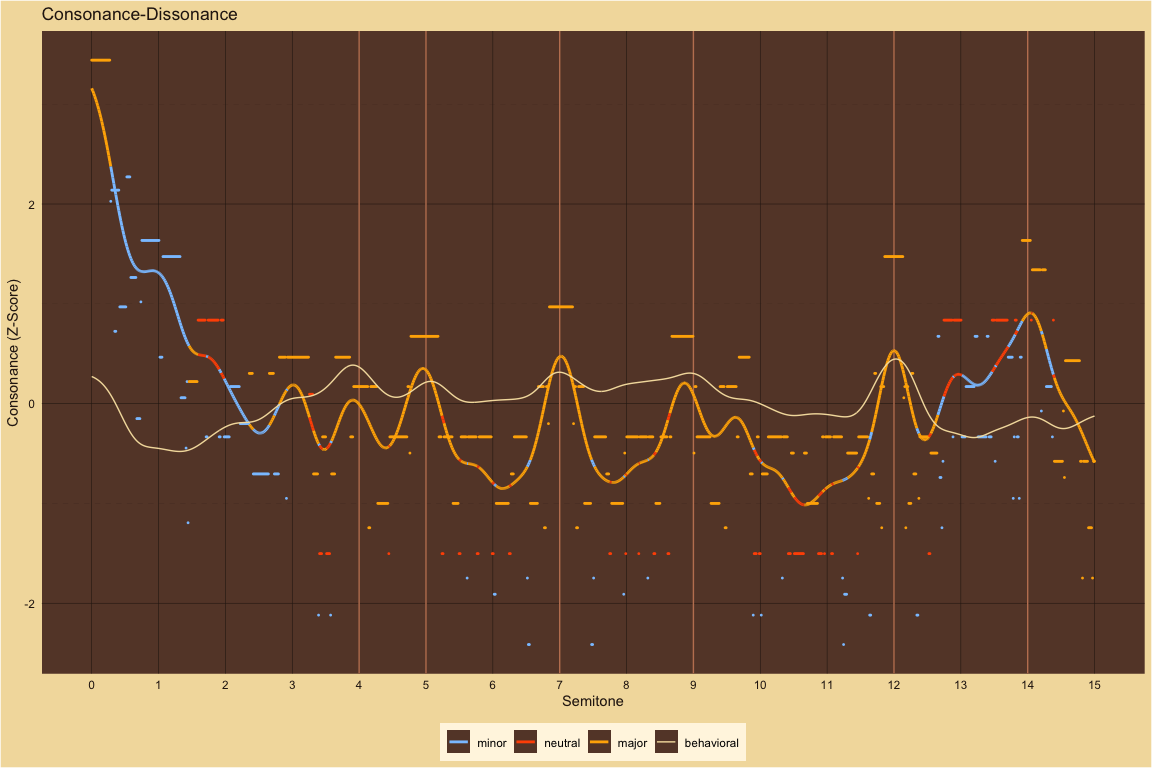 Consonance-Dissonance
Consonance (Z-Score)
2
0
-2
0 1 2 3 4 5 6 7 8 9 10 11 12 13 14 15
Semitone
minor neutral major behavioral